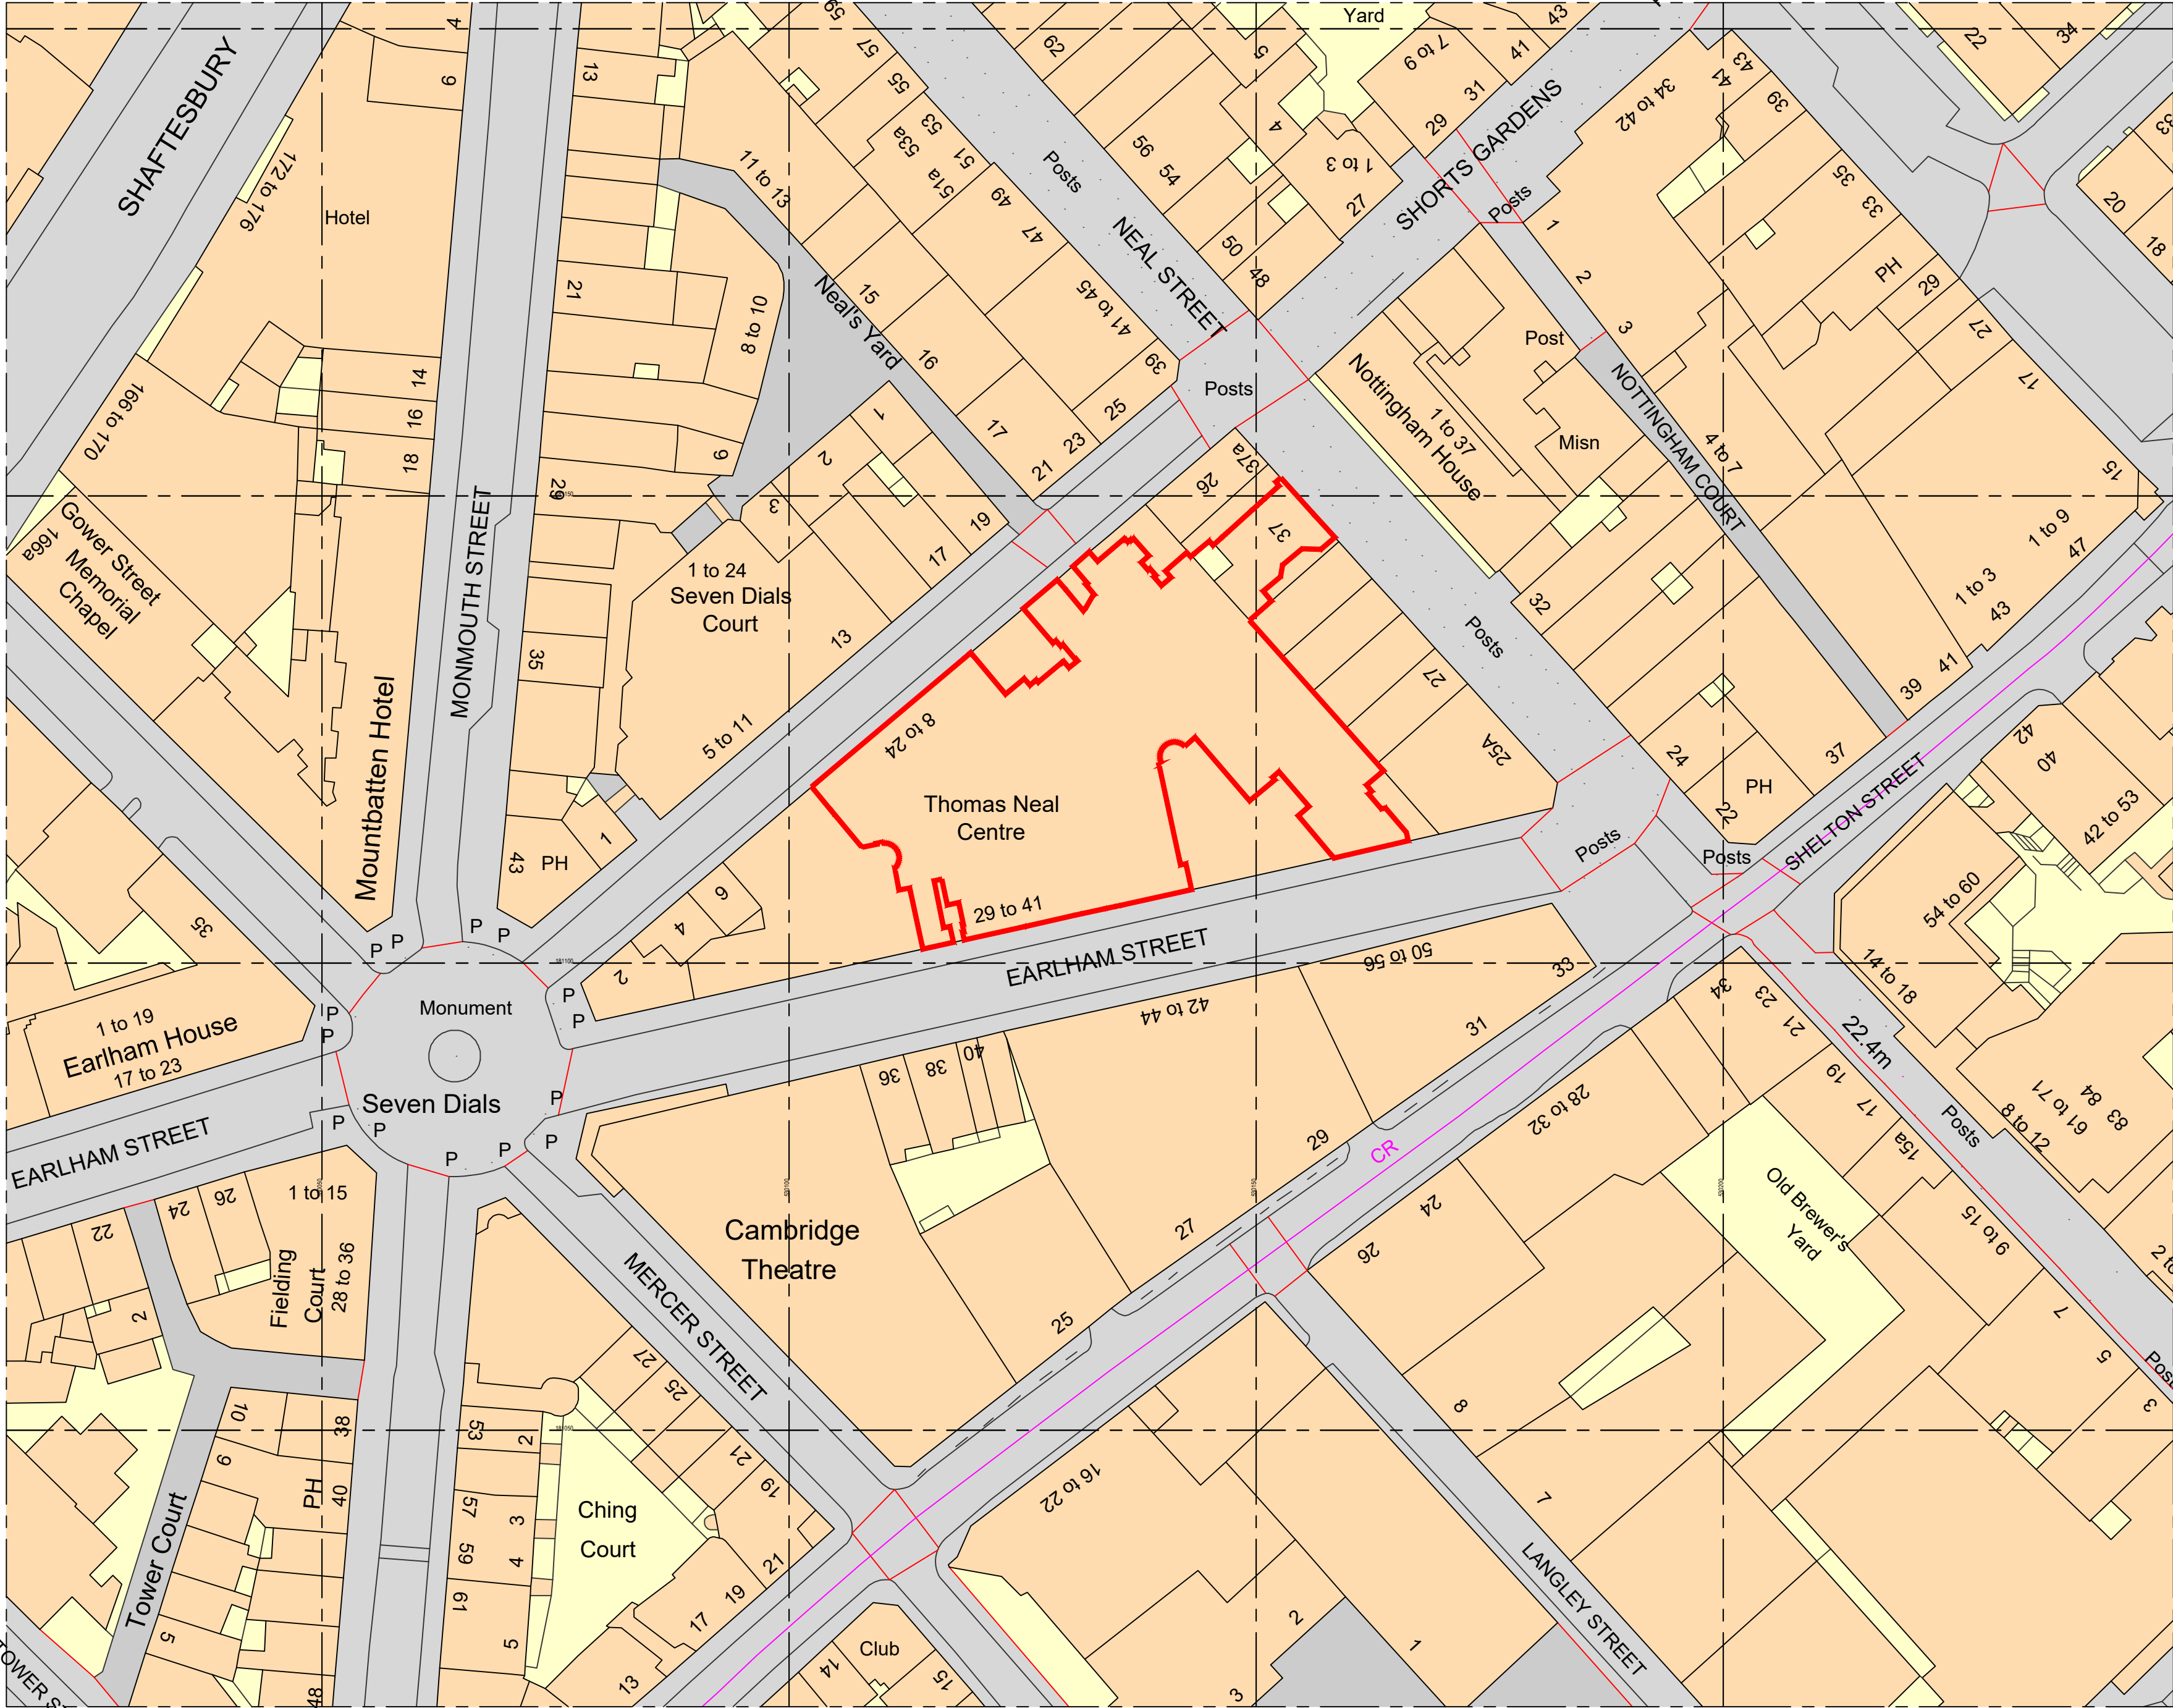 SHAFTESBURY
172 to 176
Hotel
4
6
13
59
57
55
53
53a
51
51a
49
47
41 to 45
39
62
Posts
56
54
50
48
5
4
Yard
43
41
7 to 9
31
29
1 to 3
27
SHORTS GARDENS
Posts
34 to 42
43
41
39
35
33
PH
29
27
17
15
22
34
33
20
18
11 to 13
NEAL STREET
Neal's Yard
15
16
17
21
23
25
21
8 to 10
9
29
14
16
18
166 to 170
166a
Gower Street
Memorial
Chapel
MONMOUTH STREET
Mountbatten Hotel
35
1
2
3
19
17
13
1 to 24
Seven Dials
Court
5 to 11
Posts
Nottingham House
1 to 37
Post
Misn
1
2
3
NOTTINGHAM COURT
4 to 7
1 to 9
47
1 to 3
43
41
39
37
26
37a
37
32
Posts
27
25A
24
22
PH
8 to 24
Thomas Neal
Centre
29 to 41
43
PH
1
6
4
2
EARLHAM STREET
Posts
Posts
SHELTON STREET
42
40
42 to 53
54 to 60
14 to 18
22.4m
35
P
P
P
P
P
P
P
P
P
P
P
P
P
P
Monument
Seven Dials
1 to 19
Earlham House
17 to 23
EARLHAM STREET
50 to 56
42 to 44
33
31
29
27
25
36
38
40
Cambridge
Theatre
CR
34
23
21
19
17
15a
9 to 15
7
5
3
28 to 32
24
26
Posts
8 to 12
61 to 71
83
84
Old Brewer's
Yard
22
24
26
1 to 15
Fielding
Court
28 to 36
2
MERCER STREET
27
25
21
19
10
9
38
PH
40
5
48
Tower Court
53
57
59
61
2
3
4
5
Ching
Court
21
19
17
13
14
Club
15
16 to 22
8
7
LANGLEY STREET
2
1
3